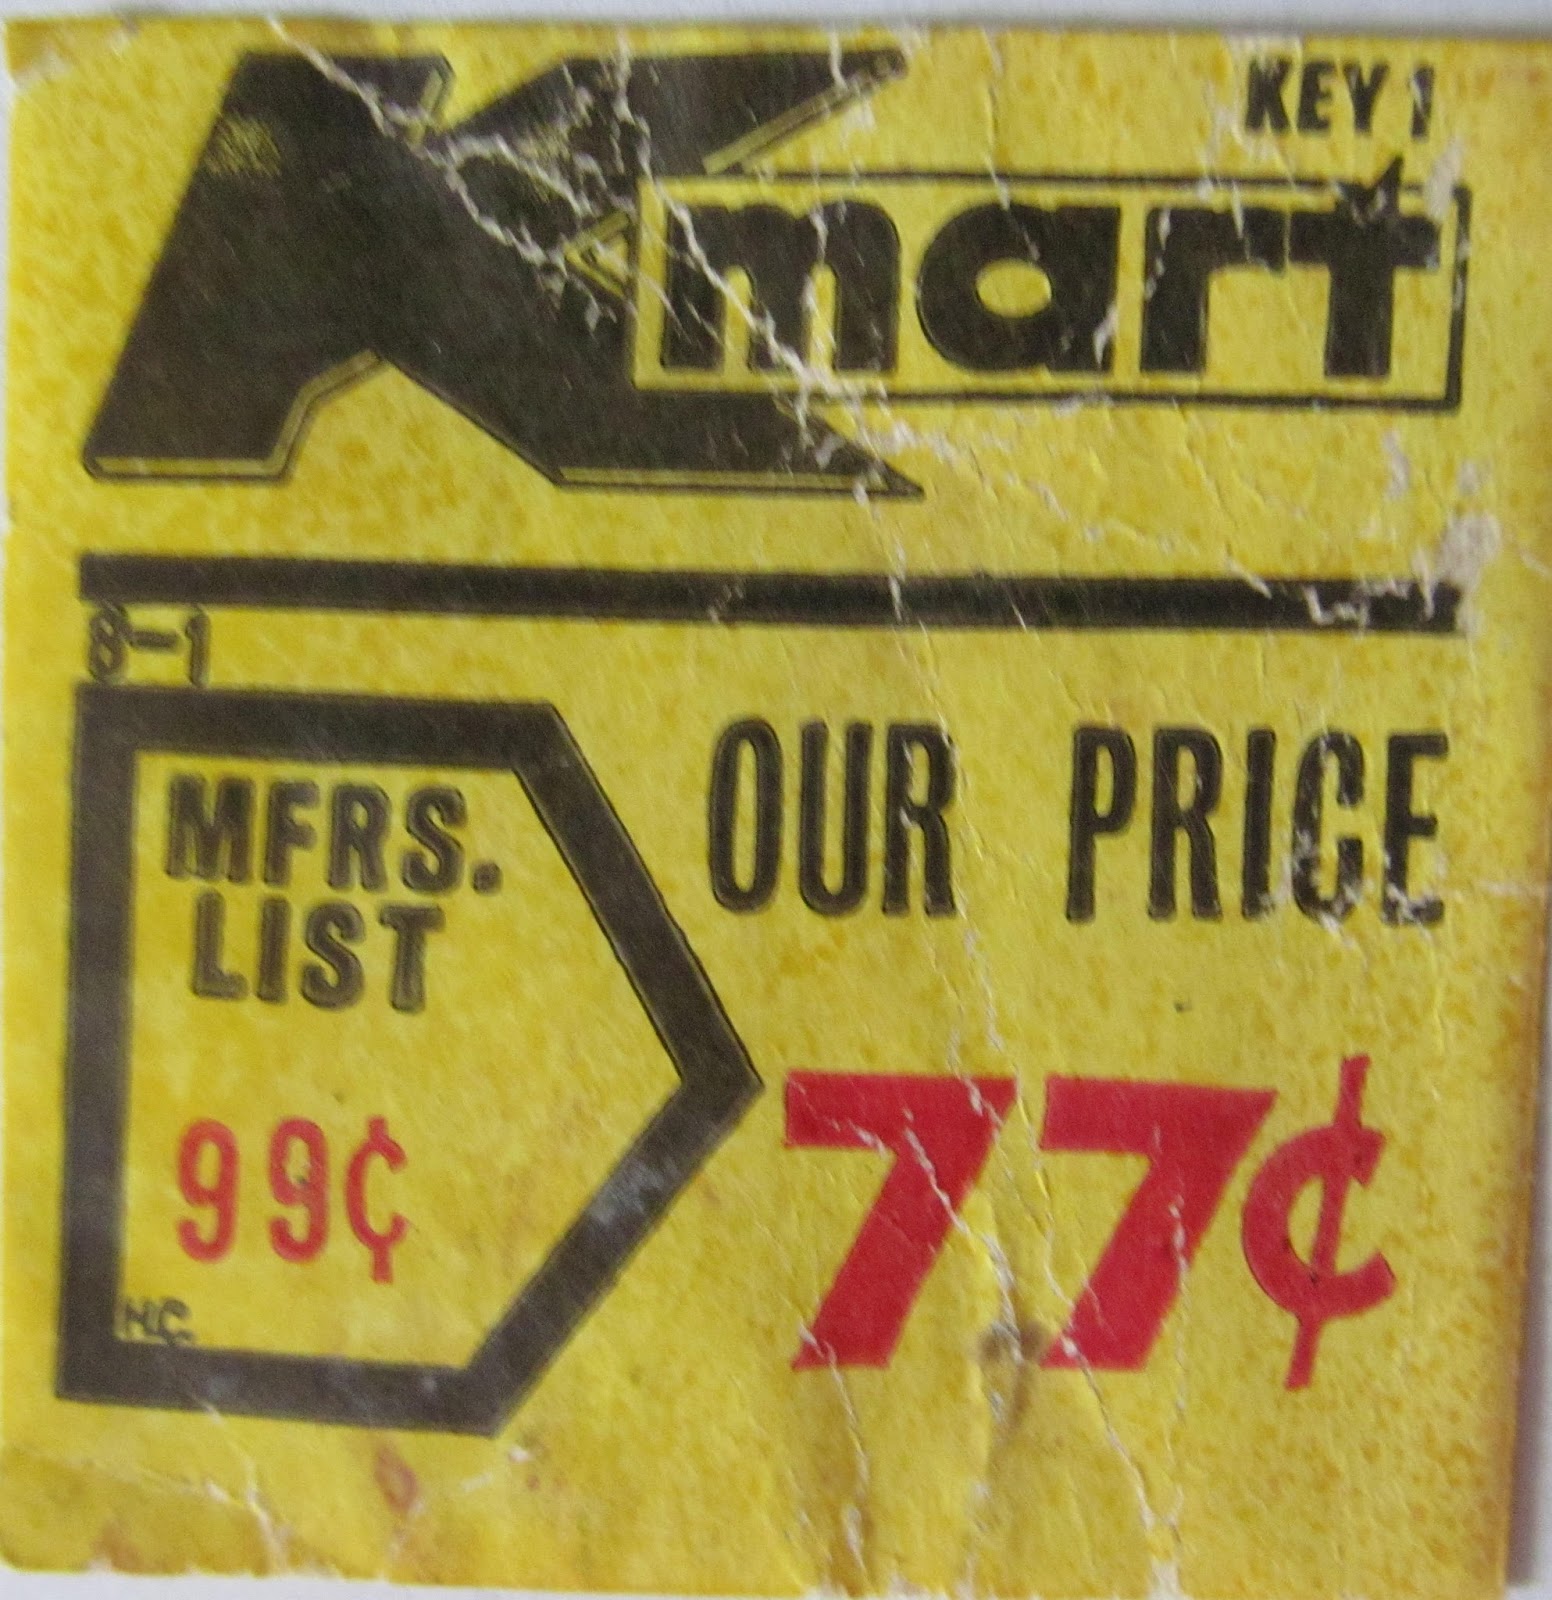 KEY 1
Kmart
8-1
MFRS.
LIST
99¢
H.C.
OUR PRICE
77¢